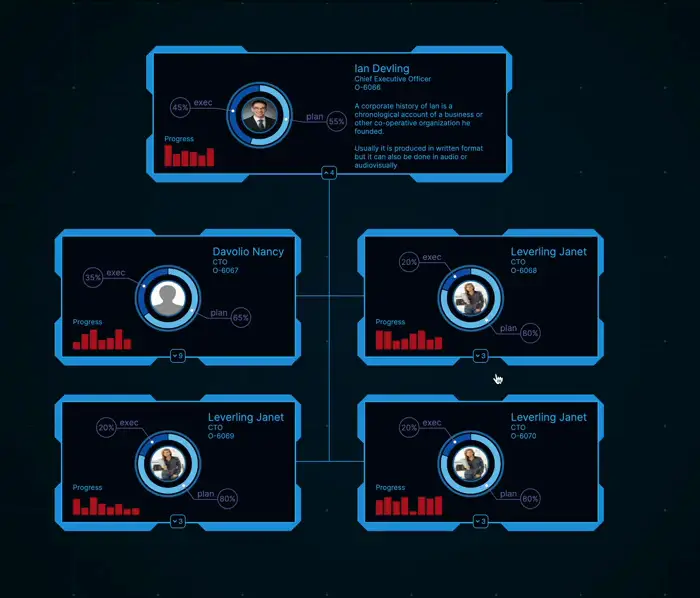 Ian Devling
Chief Executive Officer
O-6066
45%
exec
plan
55%
A corporate history of Ian is a
chronological account of a business or
other co-operative organization he
founded.
Usually it is produced in written format
but it can also be done in audio or
audiovisually
Progress
4
Davolio Nancy
CTO
O-6067
35%
exec
plan
65%
Progress
9
Leverling Janet
CTO
O-6068
20%
exec
plan
80%
Progress
3
Leverling Janet
CTO
O-6069
20%
exec
plan
80%
Progress
3
Leverling Janet
CTO
O-6070
20%
exec
plan
80%
Progress
3